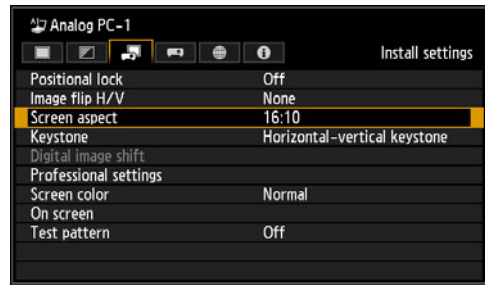 Analog PC-1
Install settings
Positional lock Off
Image flip H/V None
Screen aspect 16:10
Keystone Horizontal-vertical keystone
Digital image shift
Professional settings
Screen color Normal
On screen
Test pattern Off